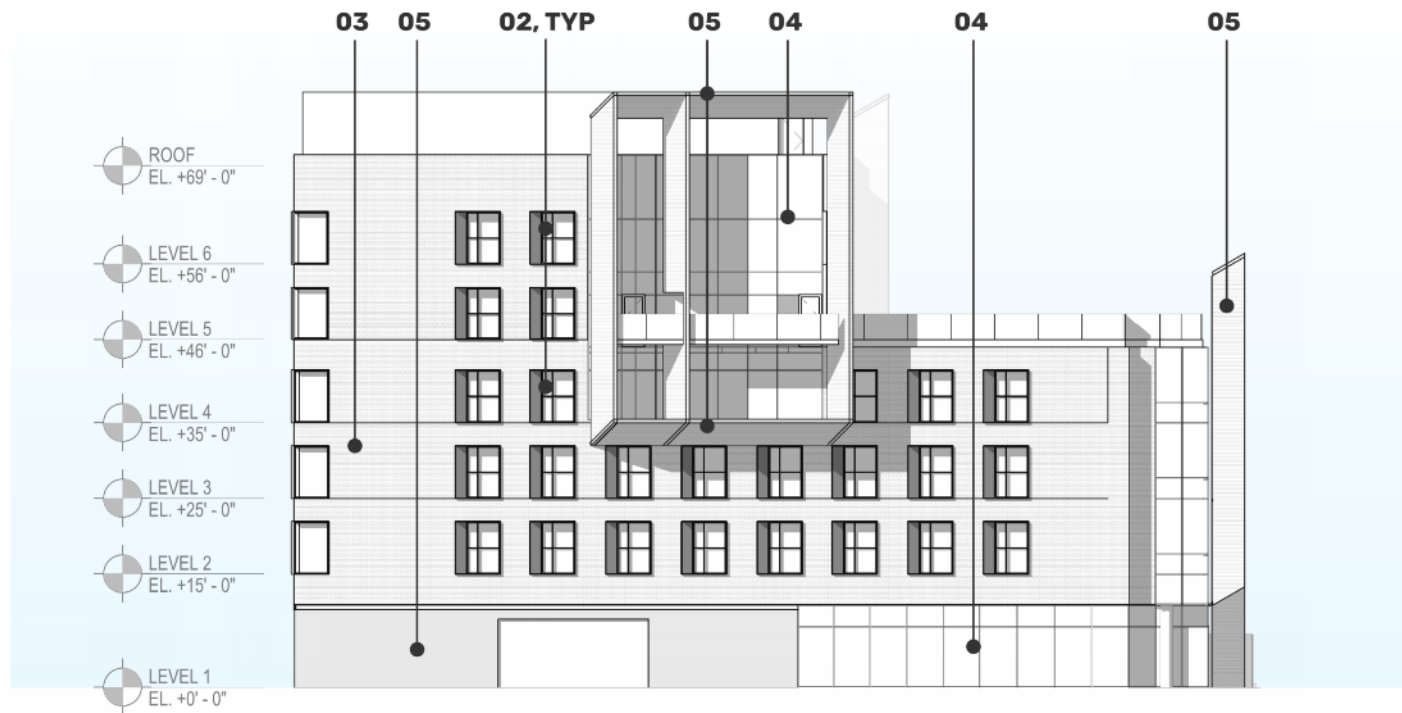 03 05 02, TYP 05 04 04 05
ROOF
EL. +69' - 0"
LEVEL 6
EL. +56' - 0"
LEVEL 5
EL. +46' - 0"
LEVEL 4
EL. +35' - 0"
LEVEL 3
EL. +25' - 0"
LEVEL 2
EL. +15' - 0"
LEVEL 1
EL. +0' - 0"